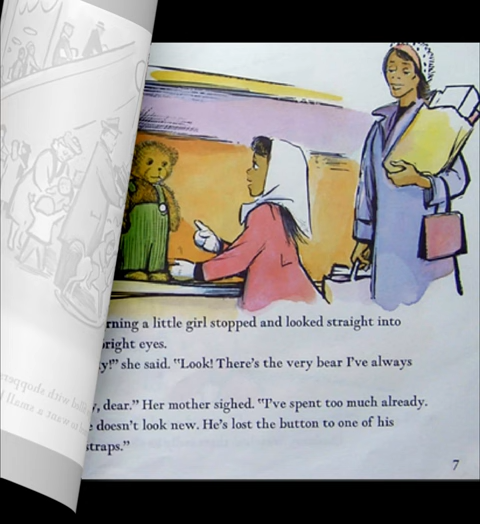 rning a little girl stopped and looked straight into
right eyes.
y!" she said. "Look! There's the very bear I've always
, dear." Her mother sighed. "I've spent too much already.
doesn't look new. He's lost the button to one of his
straps."
7